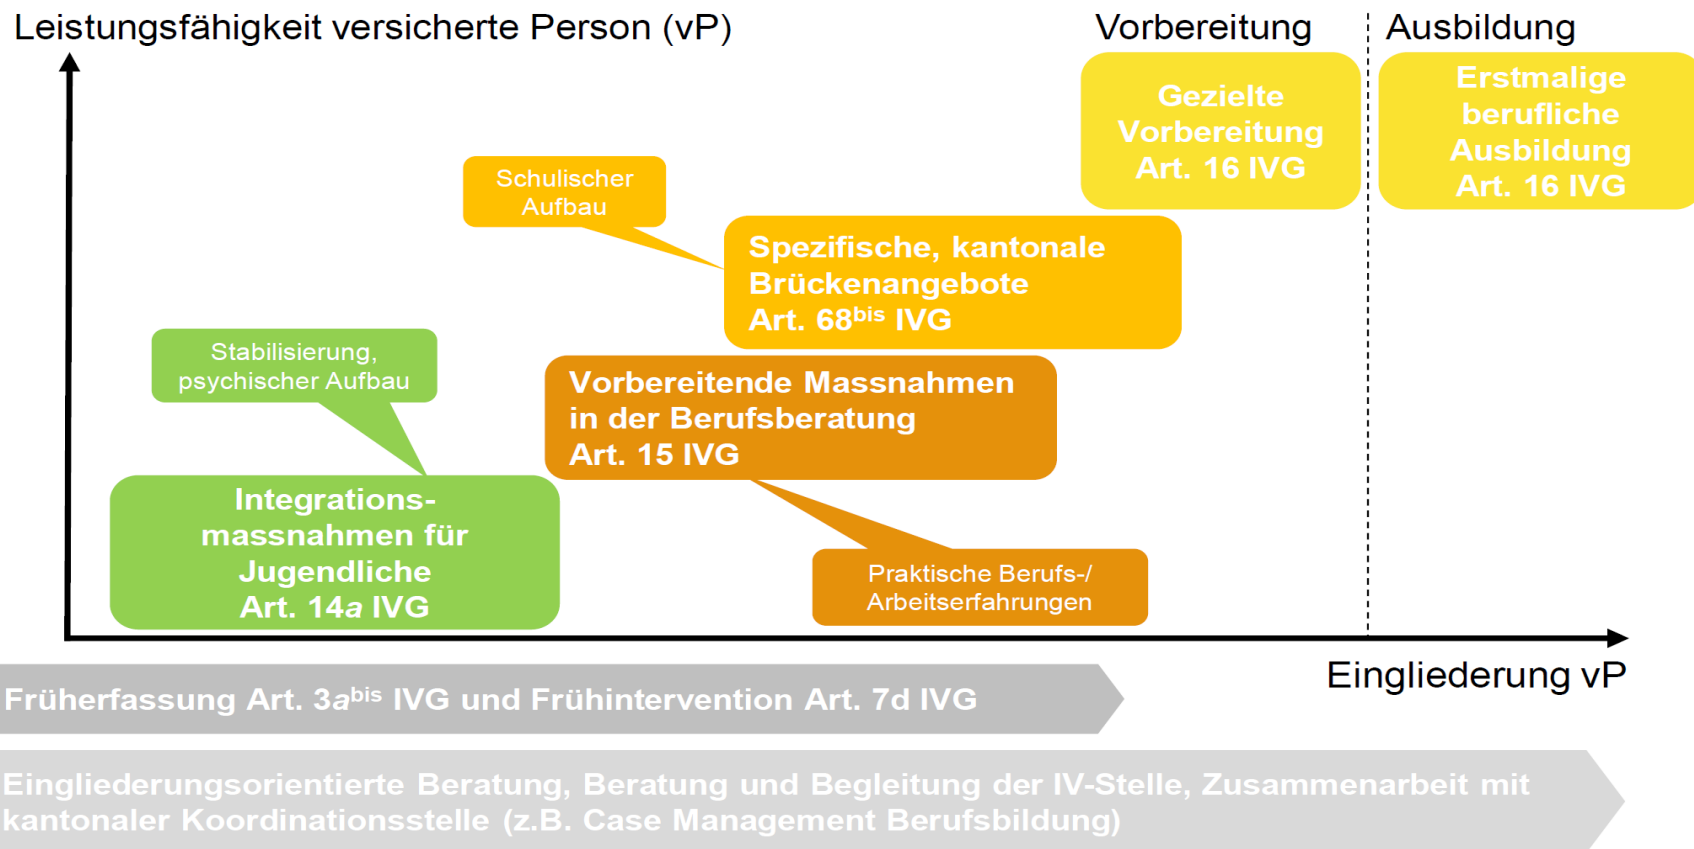 Leistungsfähigkeit versicherte Person (vP)
Vorbereitung
Ausbildung
Gezielte
Vorbereitung
Art. 16 IVG
Erstmalige
berufliche
Ausbildung
Art. 16 IVG
Schulischer
Aufbau
Spezifische, kantonale
Brückenangebote
Art. 68bis IVG
Stabilisierung,
psychischer Aufbau
Vorbereitende Massnahmen
in der Berufsberatung
Art. 15 IVG
Integrations-
massnahmen für
Jugendliche
Art. 14a IVG
Praktische Berufs-/
Arbeitserfahrungen
Eingliederung vP
Früherfassung Art. 3abis IVG und Frühintervention Art. 7d IVG
Eingliederungsorientierte Beratung, Beratung und Begleitung der IV-Stelle, Zusammenarbeit mit
kantonaler Koordinationsstelle (z.B. Case Management Berufsbildung)